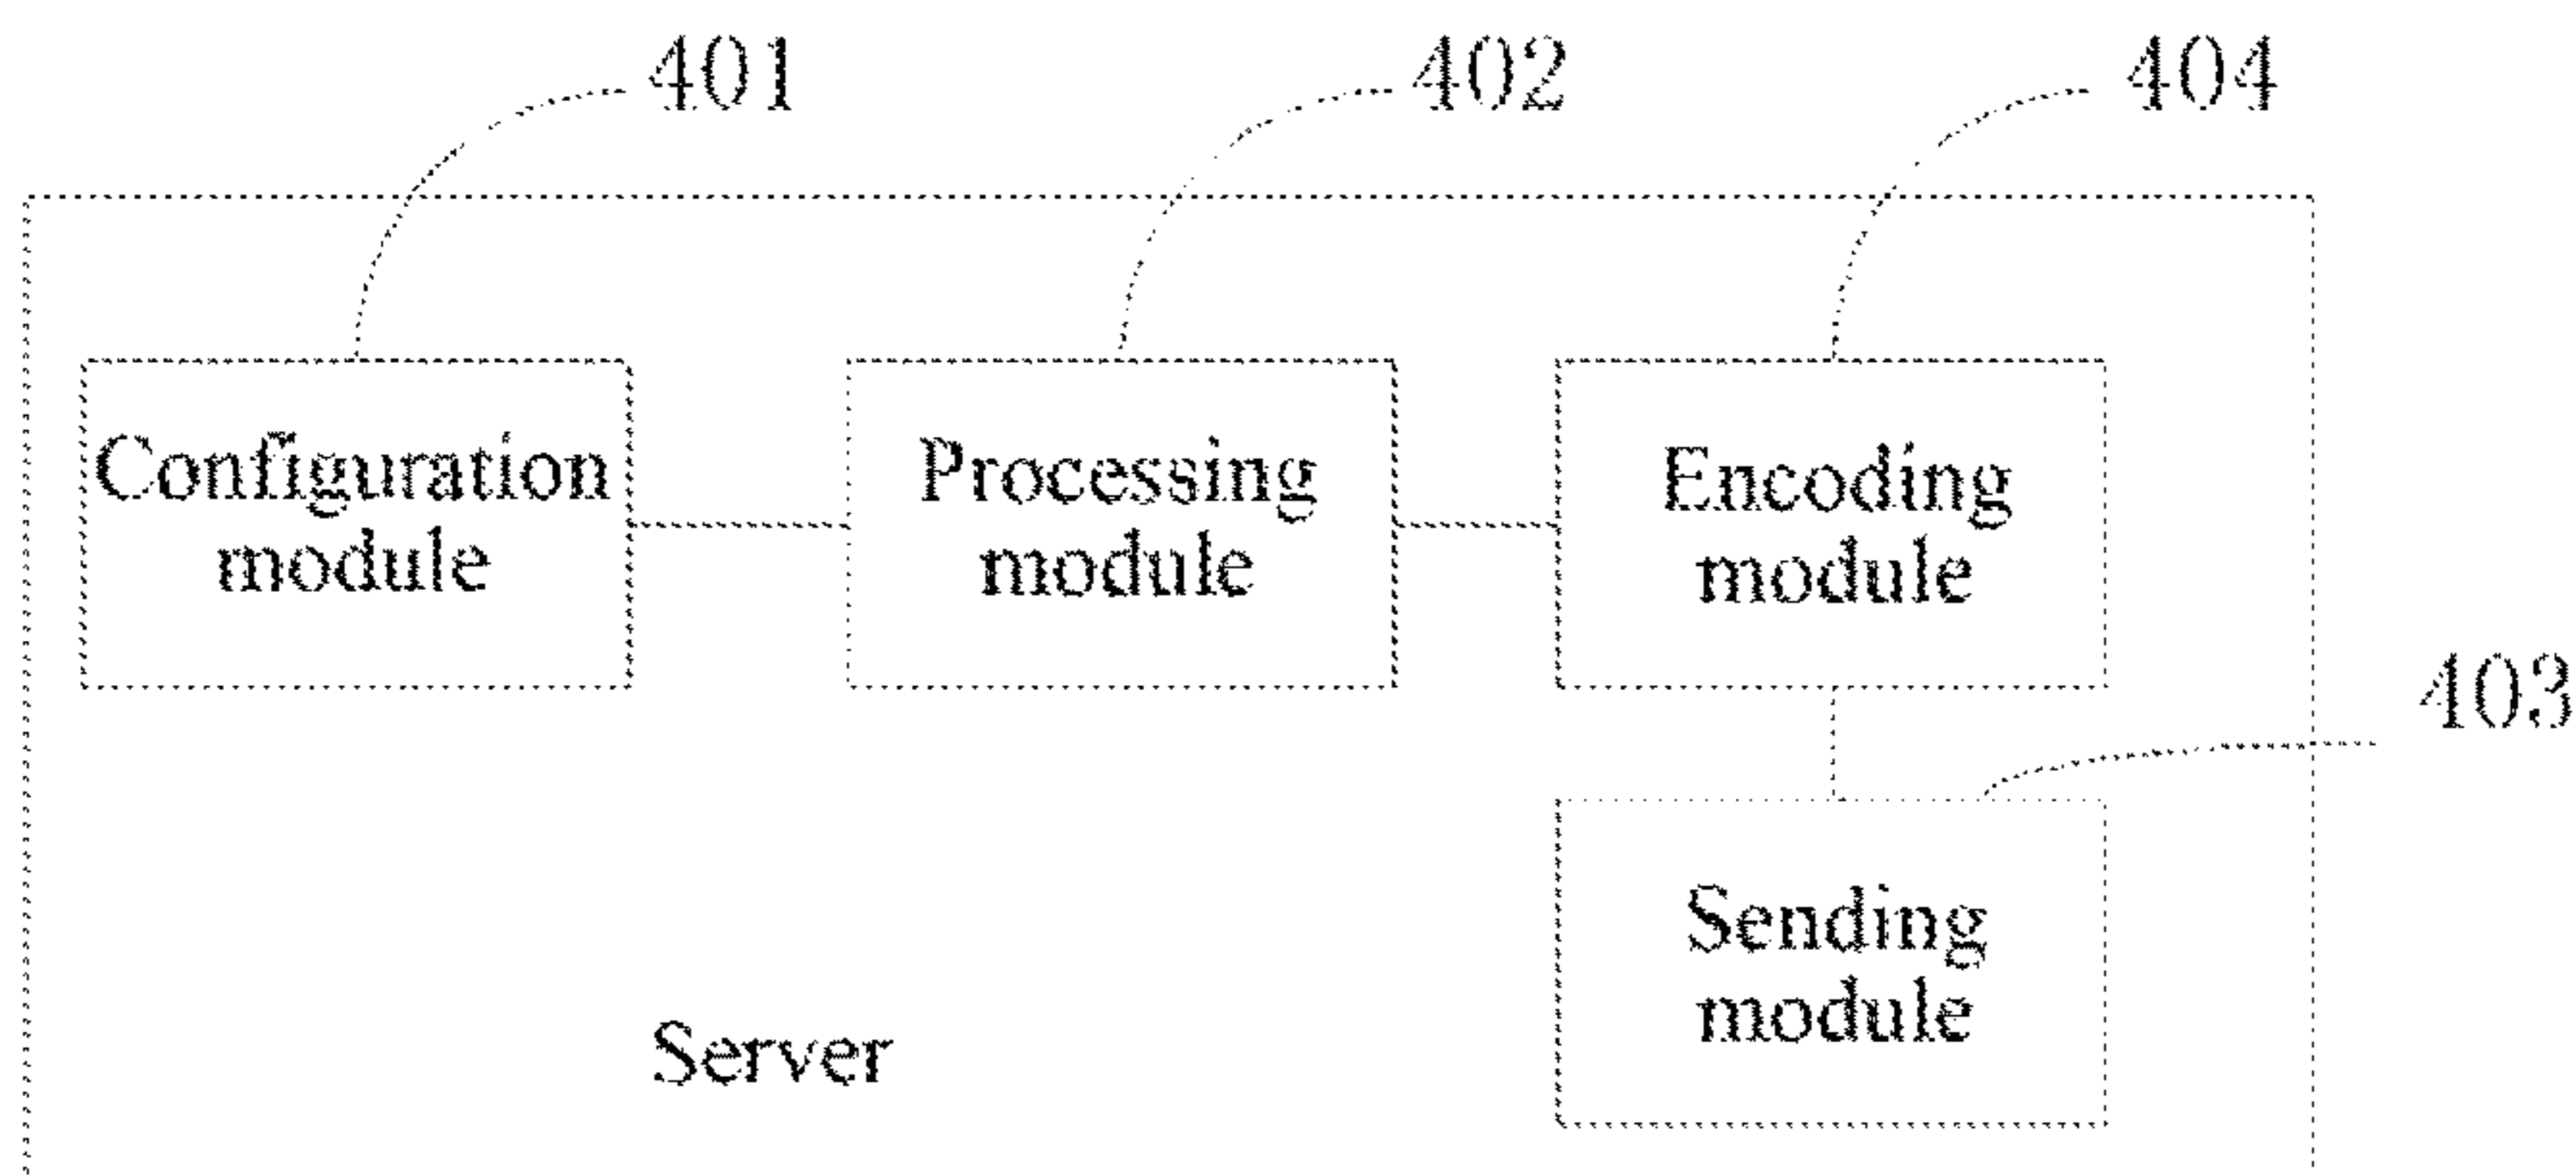 401
402
404
Configuration
module
Processing
module
Encoding
module
403
Sending
module
Server